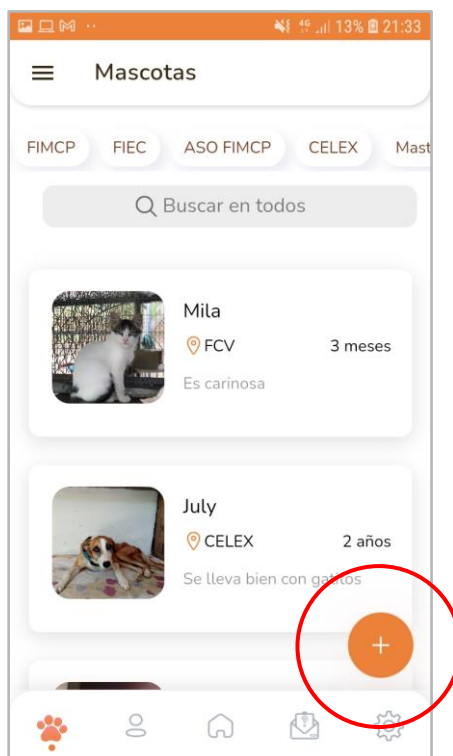 4G 13% 21:33
Mascotas
FIMCP FIEC ASO FIMCP CELEX Mast
Buscar en todos
Mila
FCV 3 meses
Es carinosa
July
CELEX 2 años
Se lleva bien con gatitos
+